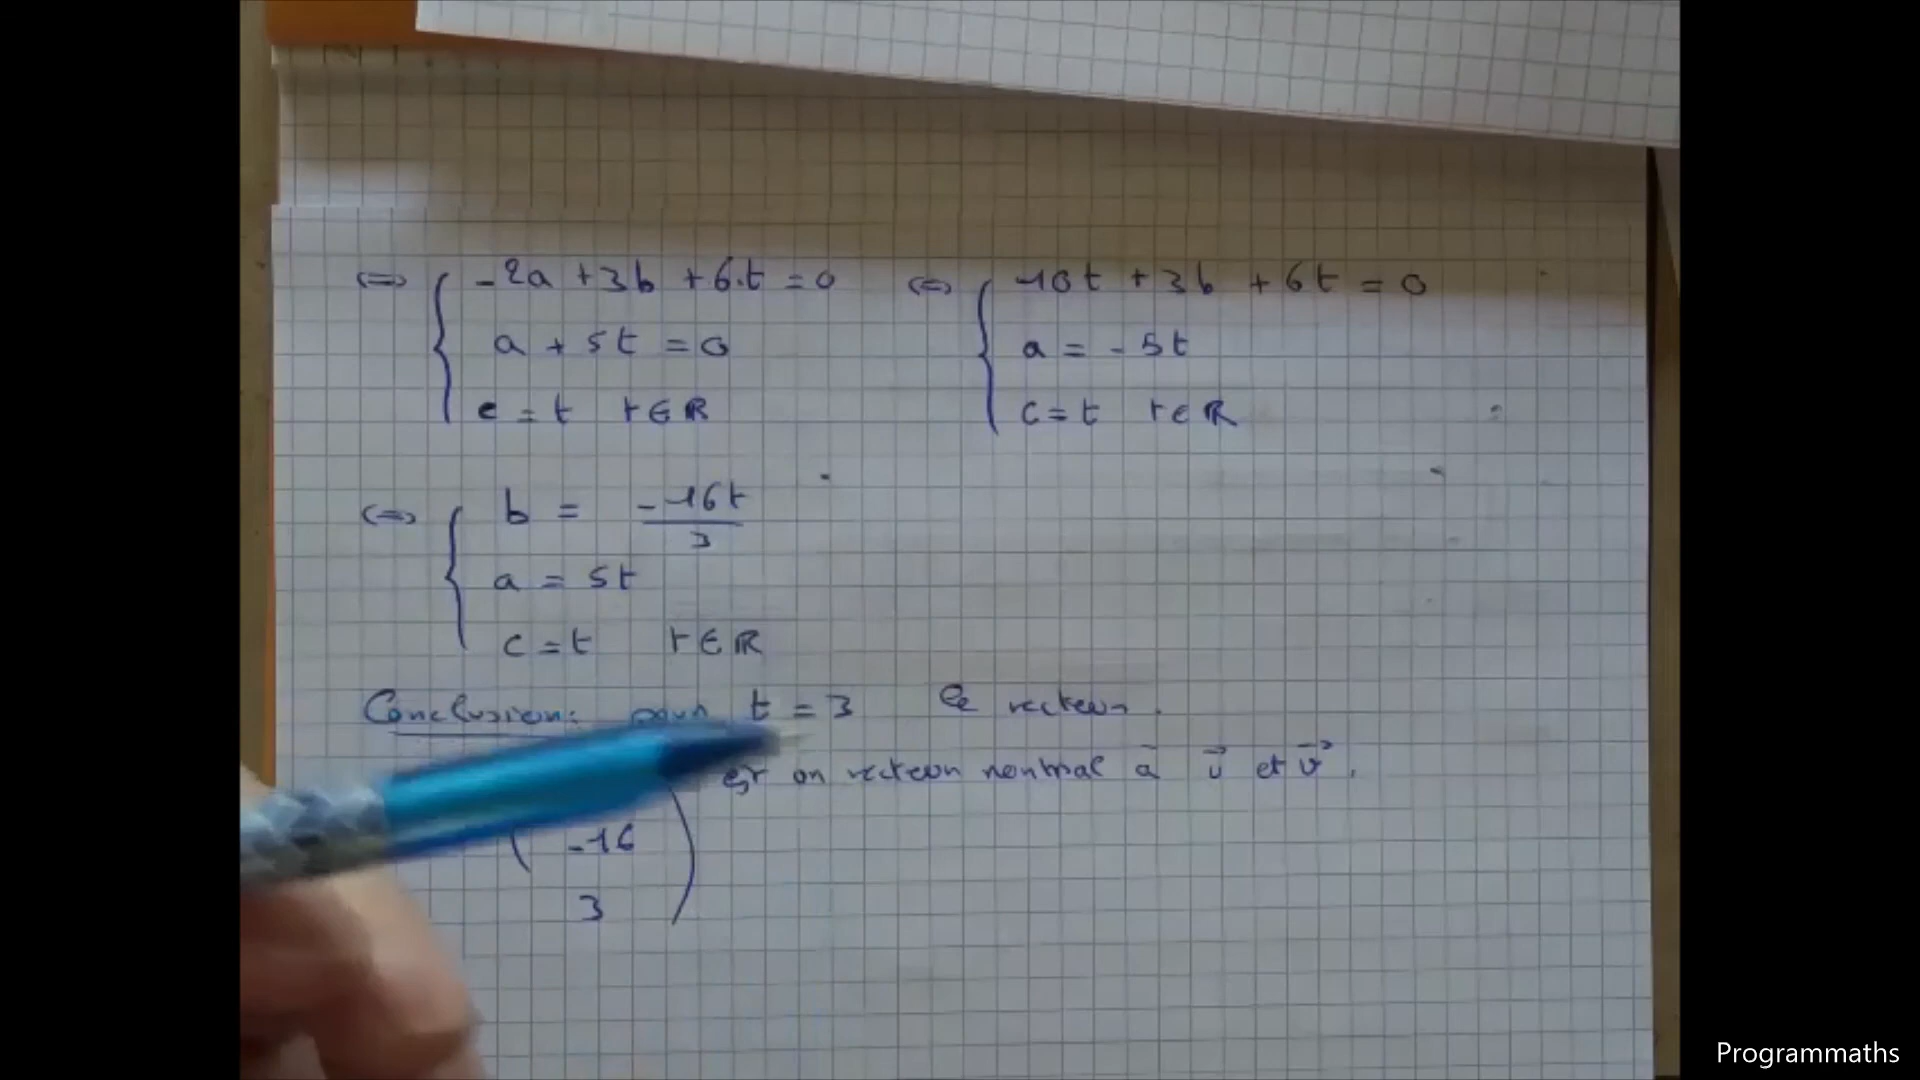 ⇔ { -2a + 3b + 6.t = 0 ⇔ { 10t + 3b + 6t = 0
a + 5t = 0 a = -5t
c = t t ∈ ℝ c = t t ∈ ℝ
⇔ { b = -16t/3
a = 5t
c = t t ∈ ℝ
Conclusion: pour t = 3 le vecteur
est un vecteur normal à u⃗ et v⃗.
-16
3
Programmaths